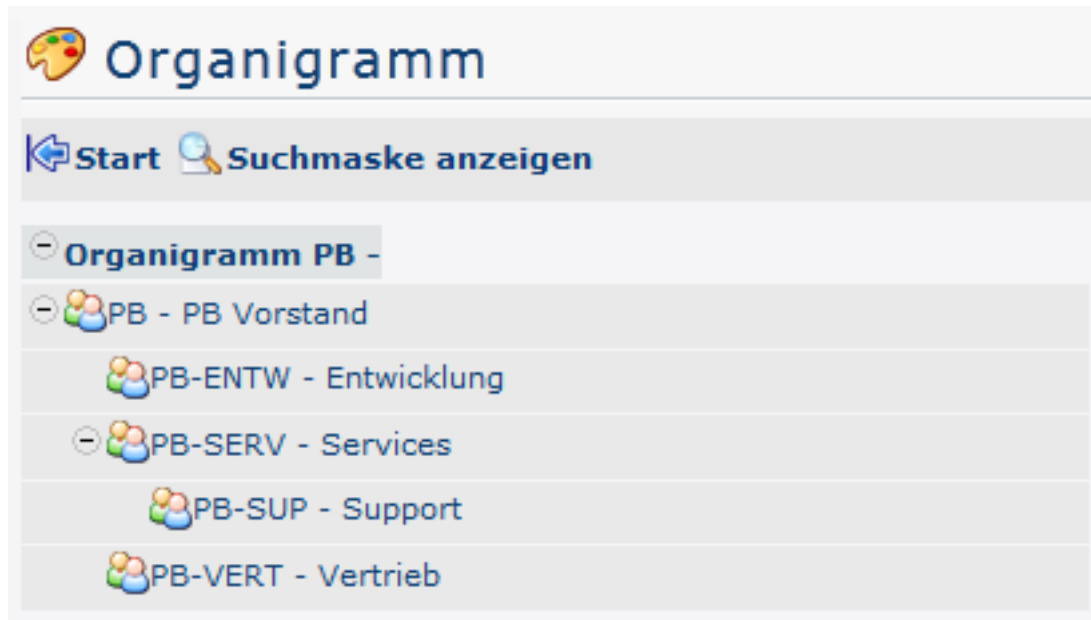 Organigramm
Start Suchmaske anzeigen
Organigramm PB -
PB - PB Vorstand
PB-ENTW - Entwicklung
PB-SERV - Services
PB-SUP - Support
PB-VERT - Vertrieb